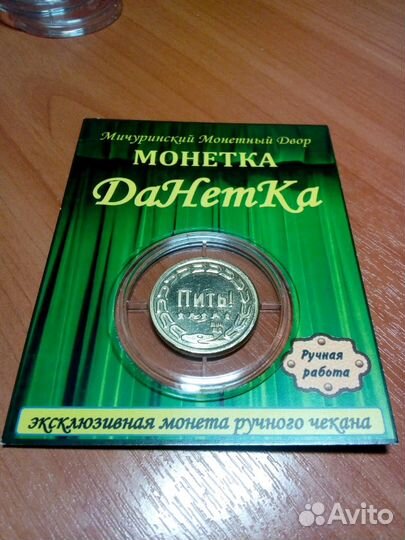 Мичуринский Монетный Двор
МОНЕТКА
ДаНетКа
Пить!
Ручная
работа
эксклюзивная монета ручного чекана
Avito